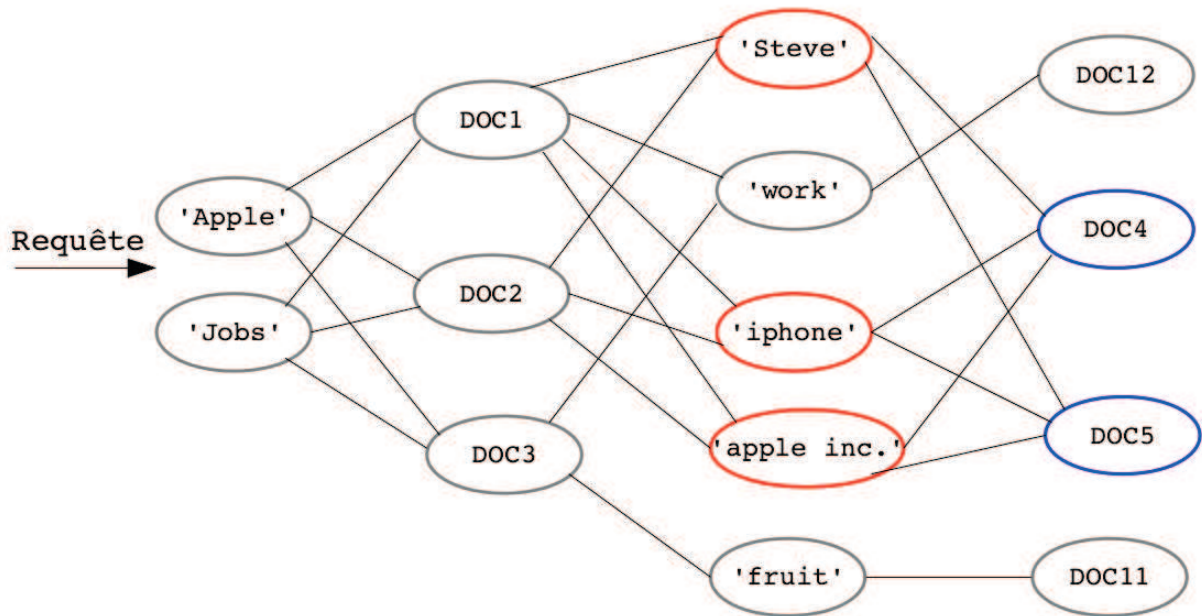 Requête
'Apple'
'Jobs'
DOC1
DOC2
DOC3
'Steve'
'work'
'iphone'
'apple inc.'
'fruit'
DOC12
DOC4
DOC5
DOC11